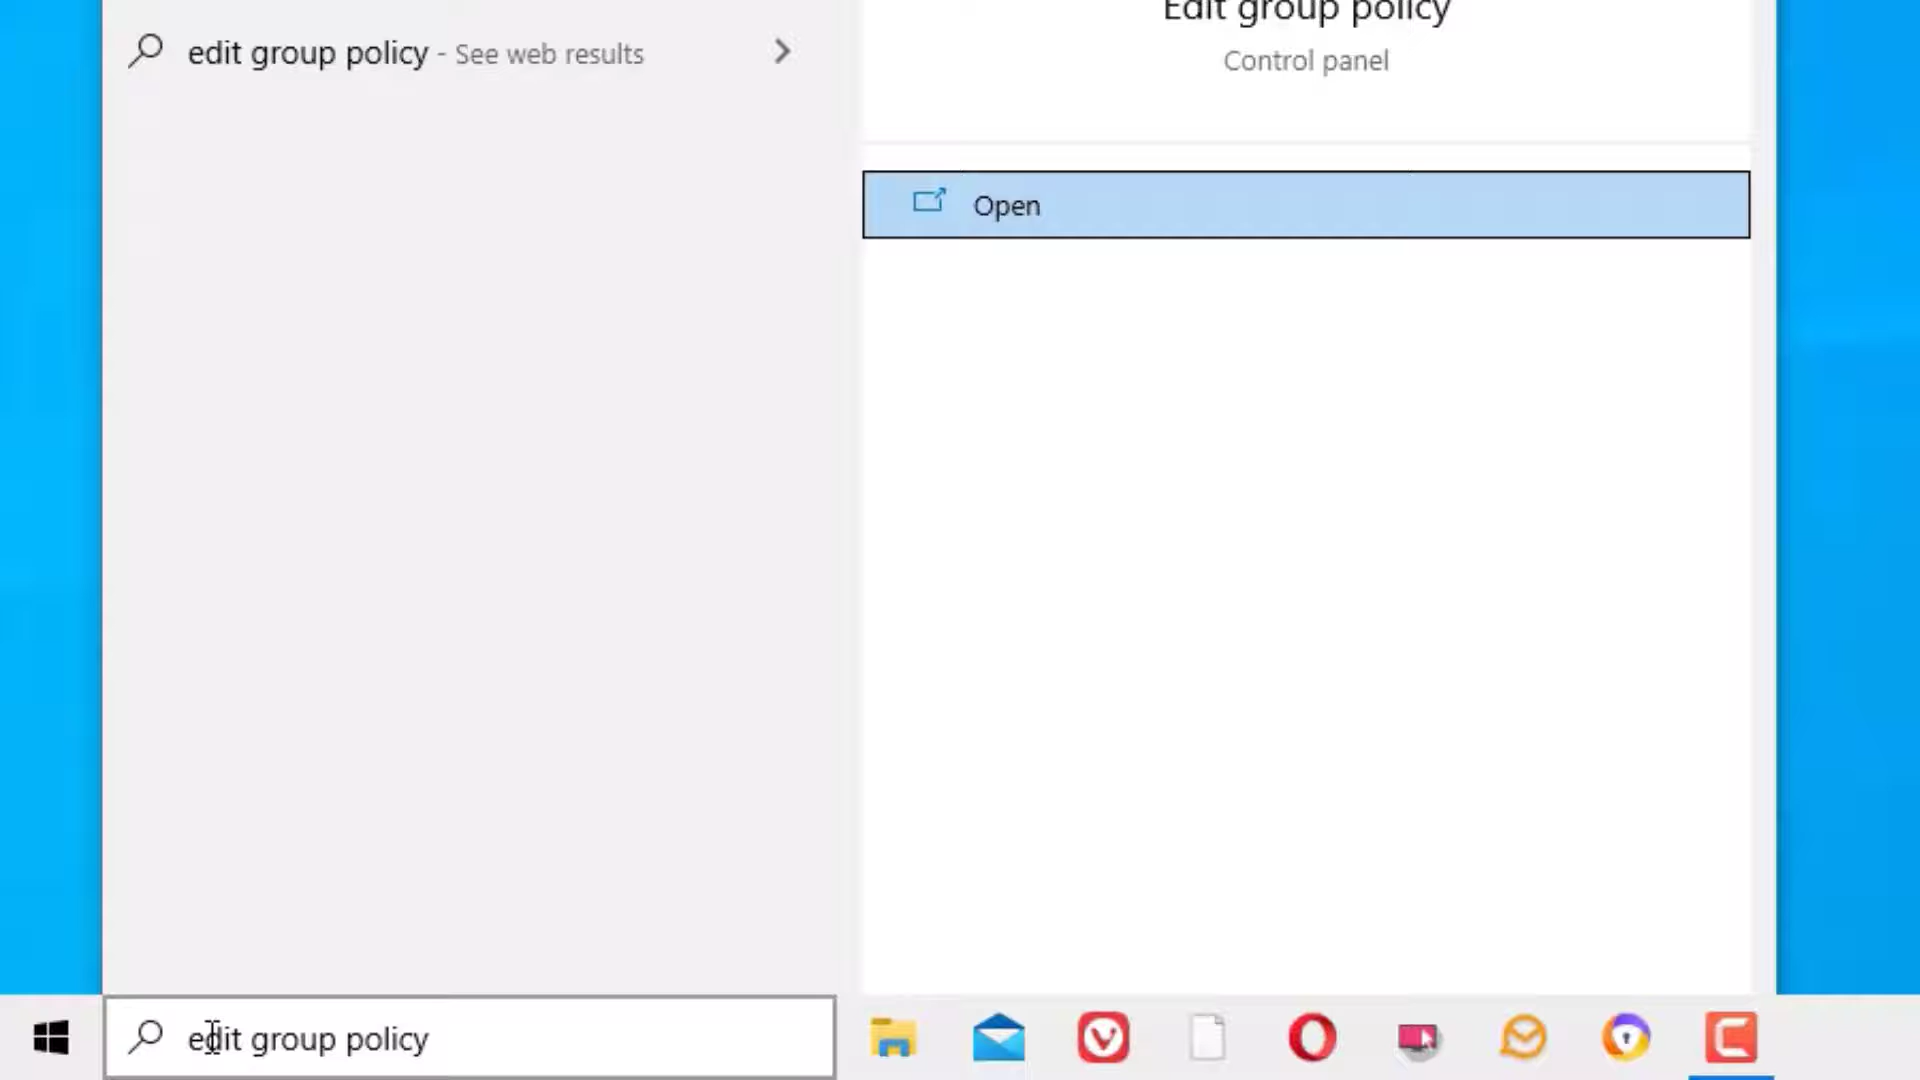 Edit group policy
edit group policy - See web results
Control panel
Open
edit group policy